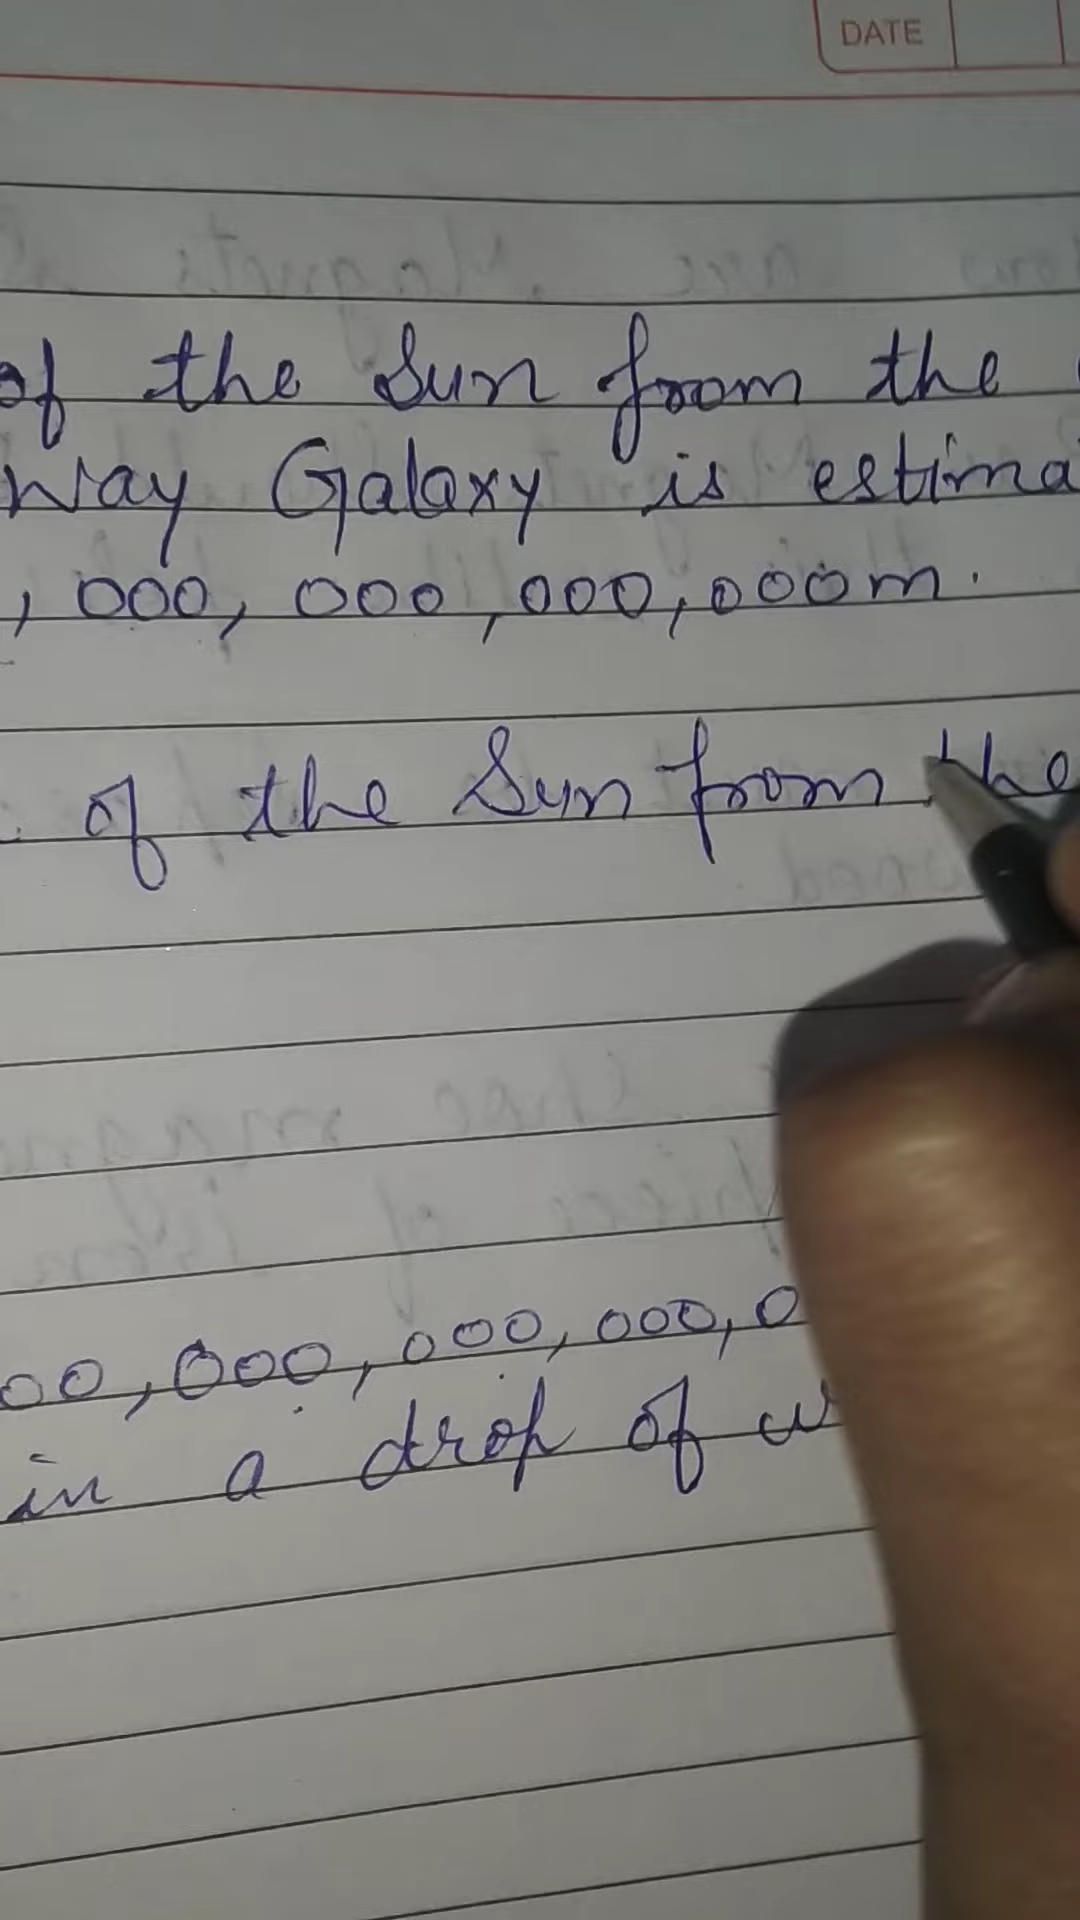 DATE
of the Sun from the
Way Galaxy is estima
, 000, 000, 000, 000m.
of the Sun from the
00, 000, 000, 000, 0
in a drop of w